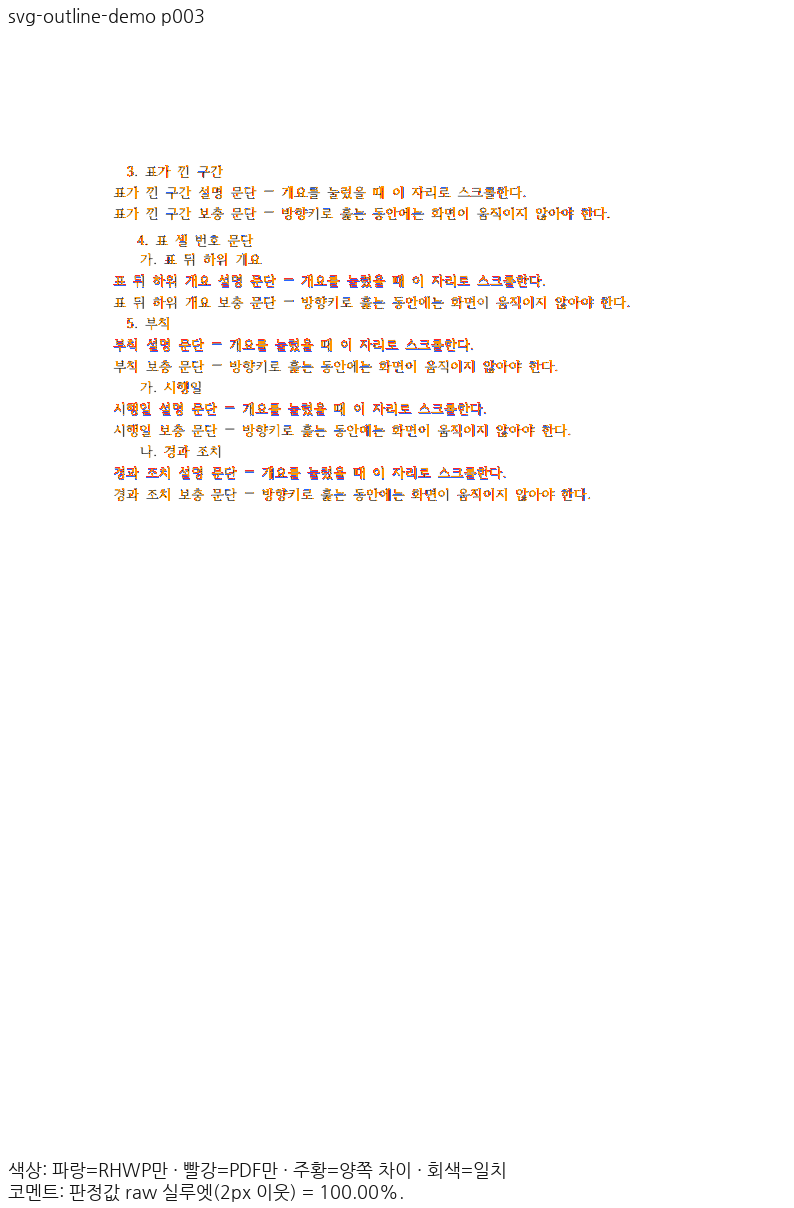 svg-outline-demo p003
3. 표가 낀 구간
표가 낀 구간 설명 문단 — 개요를 눌렀을 때 이 자리로 스크롤한다.
표가 낀 구간 보충 문단 — 방향키로 훑는 동안에는 화면이 움직이지 않아야 한다.
4. 표 셀 번호 문단
가. 표 뒤 하위 개요
표 뒤 하위 개요 설명 문단 — 개요를 눌렀을 때 이 자리로 스크롤한다.
표 뒤 하위 개요 보충 문단 — 방향키로 훑는 동안에는 화면이 움직이지 않아야 한다.
5. 부칙
부칙 설명 문단 — 개요를 눌렀을 때 이 자리로 스크롤한다.
부칙 보충 문단 — 방향키로 훑는 동안에는 화면이 움직이지 않아야 한다.
가. 시행일
시행일 설명 문단 — 개요를 눌렀을 때 이 자리로 스크롤한다.
시행일 보충 문단 — 방향키로 훑는 동안에는 화면이 움직이지 않아야 한다.
나. 경과 조치
경과 조치 설명 문단 — 개요를 눌렀을 때 이 자리로 스크롤한다.
경과 조치 보충 문단 — 방향키로 훑는 동안에는 화면이 움직이지 않아야 한다.
색상: 파랑=RHWP만 · 빨강=PDF만 · 주황=양쪽 차이 · 회색=일치
코멘트: 판정값 raw 실루엣(2px 이웃) = 100.00%.